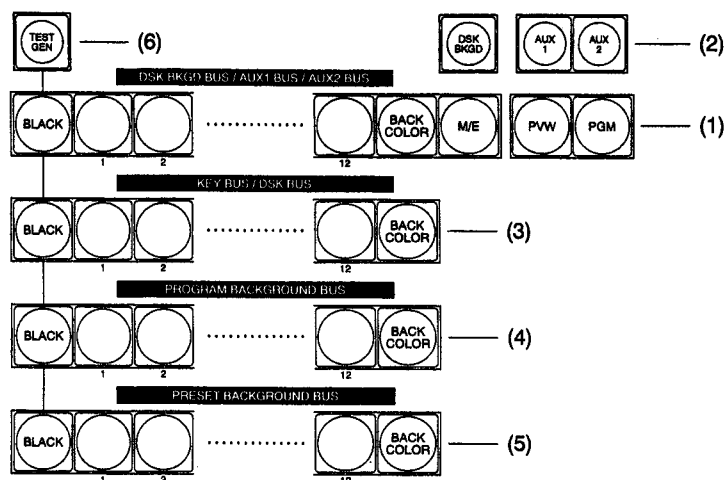 TEST GEN (6) DSK BKGD AUX 1 AUX 2 (2)
DSK BKGD BUS / AUX1 BUS / AUX2 BUS
BLACK BACK COLOR M/E PVW PGM (1)
1 2 12
KEY BUS / DSK BUS
BLACK BACK COLOR (3)
1 2 12
PROGRAM BACKGROUND BUS
BLACK BACK COLOR (4)
1 2 12
PRESET BACKGROUND BUS
BLACK BACK COLOR (5)
1 2 12